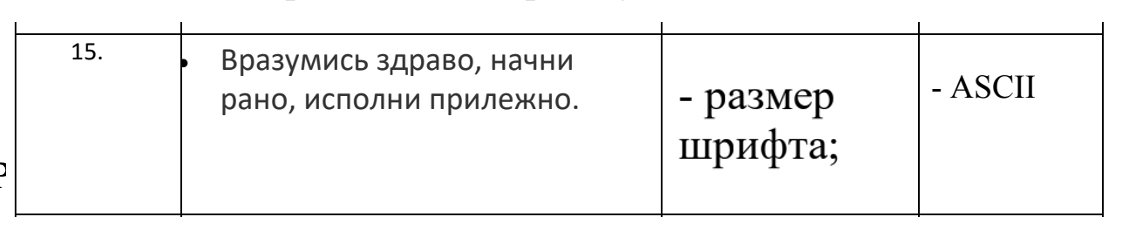 15.
• Вразумись здраво, начни
рано, исполни прилежно.
- размер
шрифта;
- ASCII